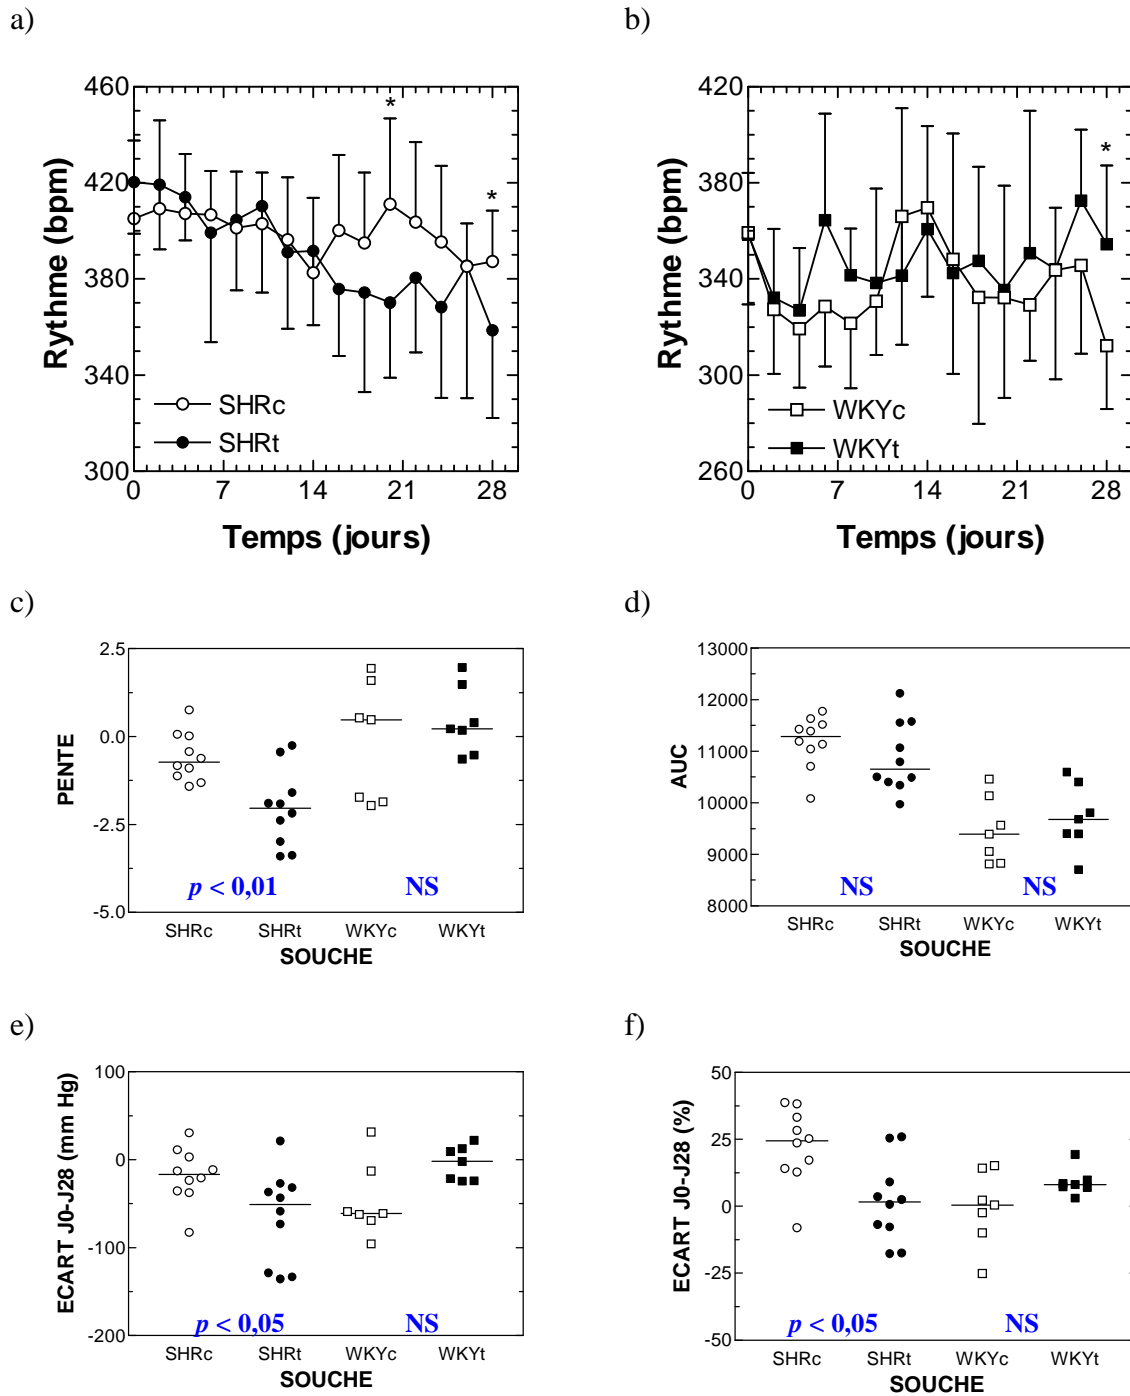 a)
460
420
380
340
300
Rythme (bpm)
*
*
SHRc
SHRt
0
7
14
21
28
Temps (jours)
b)
420
380
340
300
260
Rythme (bpm)
*
WKYc
WKYt
0
7
14
21
28
Temps (jours)
c)
2.5
0.0
-2.5
-5.0
PENTE
p < 0,01
NS
SHRc
SHRt
WKYc
WKYt
SOUCHE
d)
13000
12000
11000
10000
9000
8000
AUC
NS
NS
SHRc
SHRt
WKYc
WKYt
SOUCHE
e)
100
0
-100
-200
ECART J0-J28 (mm Hg)
p < 0,05
NS
SHRc
SHRt
WKYc
WKYt
SOUCHE
f)
50
25
0
-25
-50
ECART J0-J28 (%)
p < 0,05
NS
SHRc
SHRt
WKYc
WKYt
SOUCHE